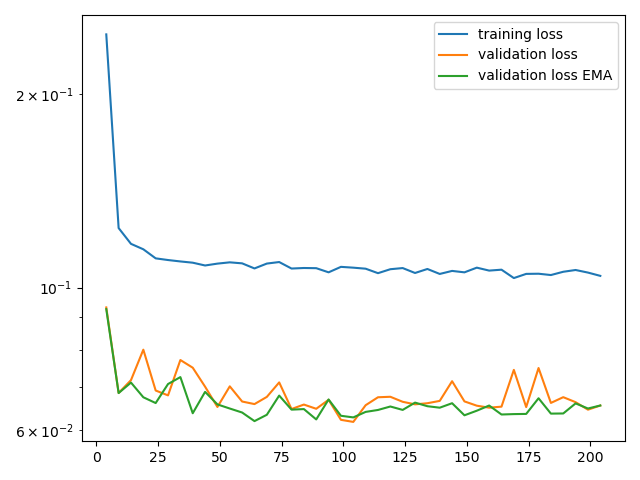 training loss
validation loss
validation loss EMA
2 × 10⁻¹
10⁻¹
6 × 10⁻²
0 25 50 75 100 125 150 175 200